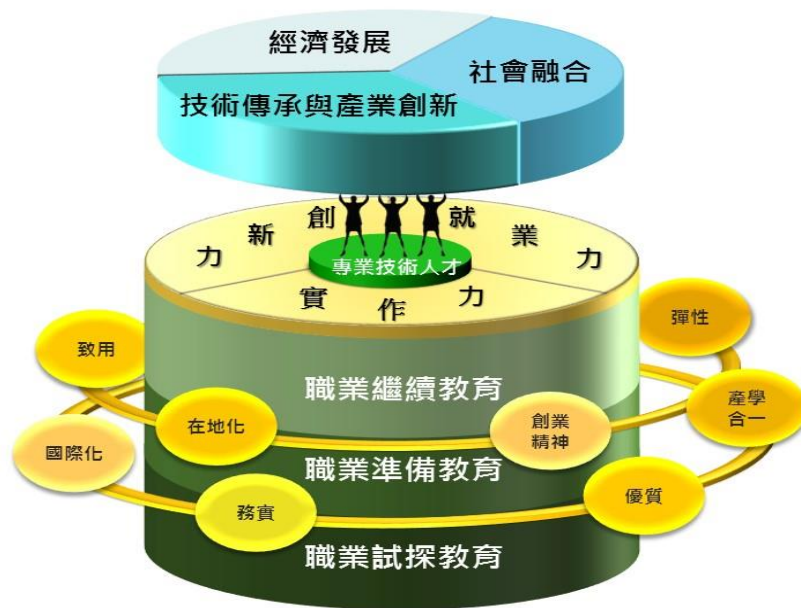 經濟發展
社會融合
技術傳承與產業創新
力新創
就業力
專業技術人才
實作力
彈性
致用
職業繼續教育
產學
合一
在地化
創業
精神
國際化
職業準備教育
優質
務實
職業試探教育